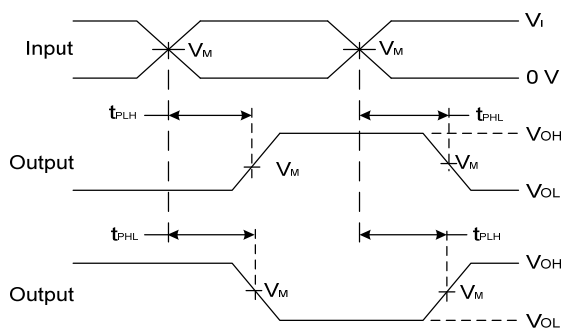 VI
Input VM VM
0 V
tPLH tPHL
VOH
Output VM VM
VOL
tPHL tPLH
VOH
Output VM VM
VOL